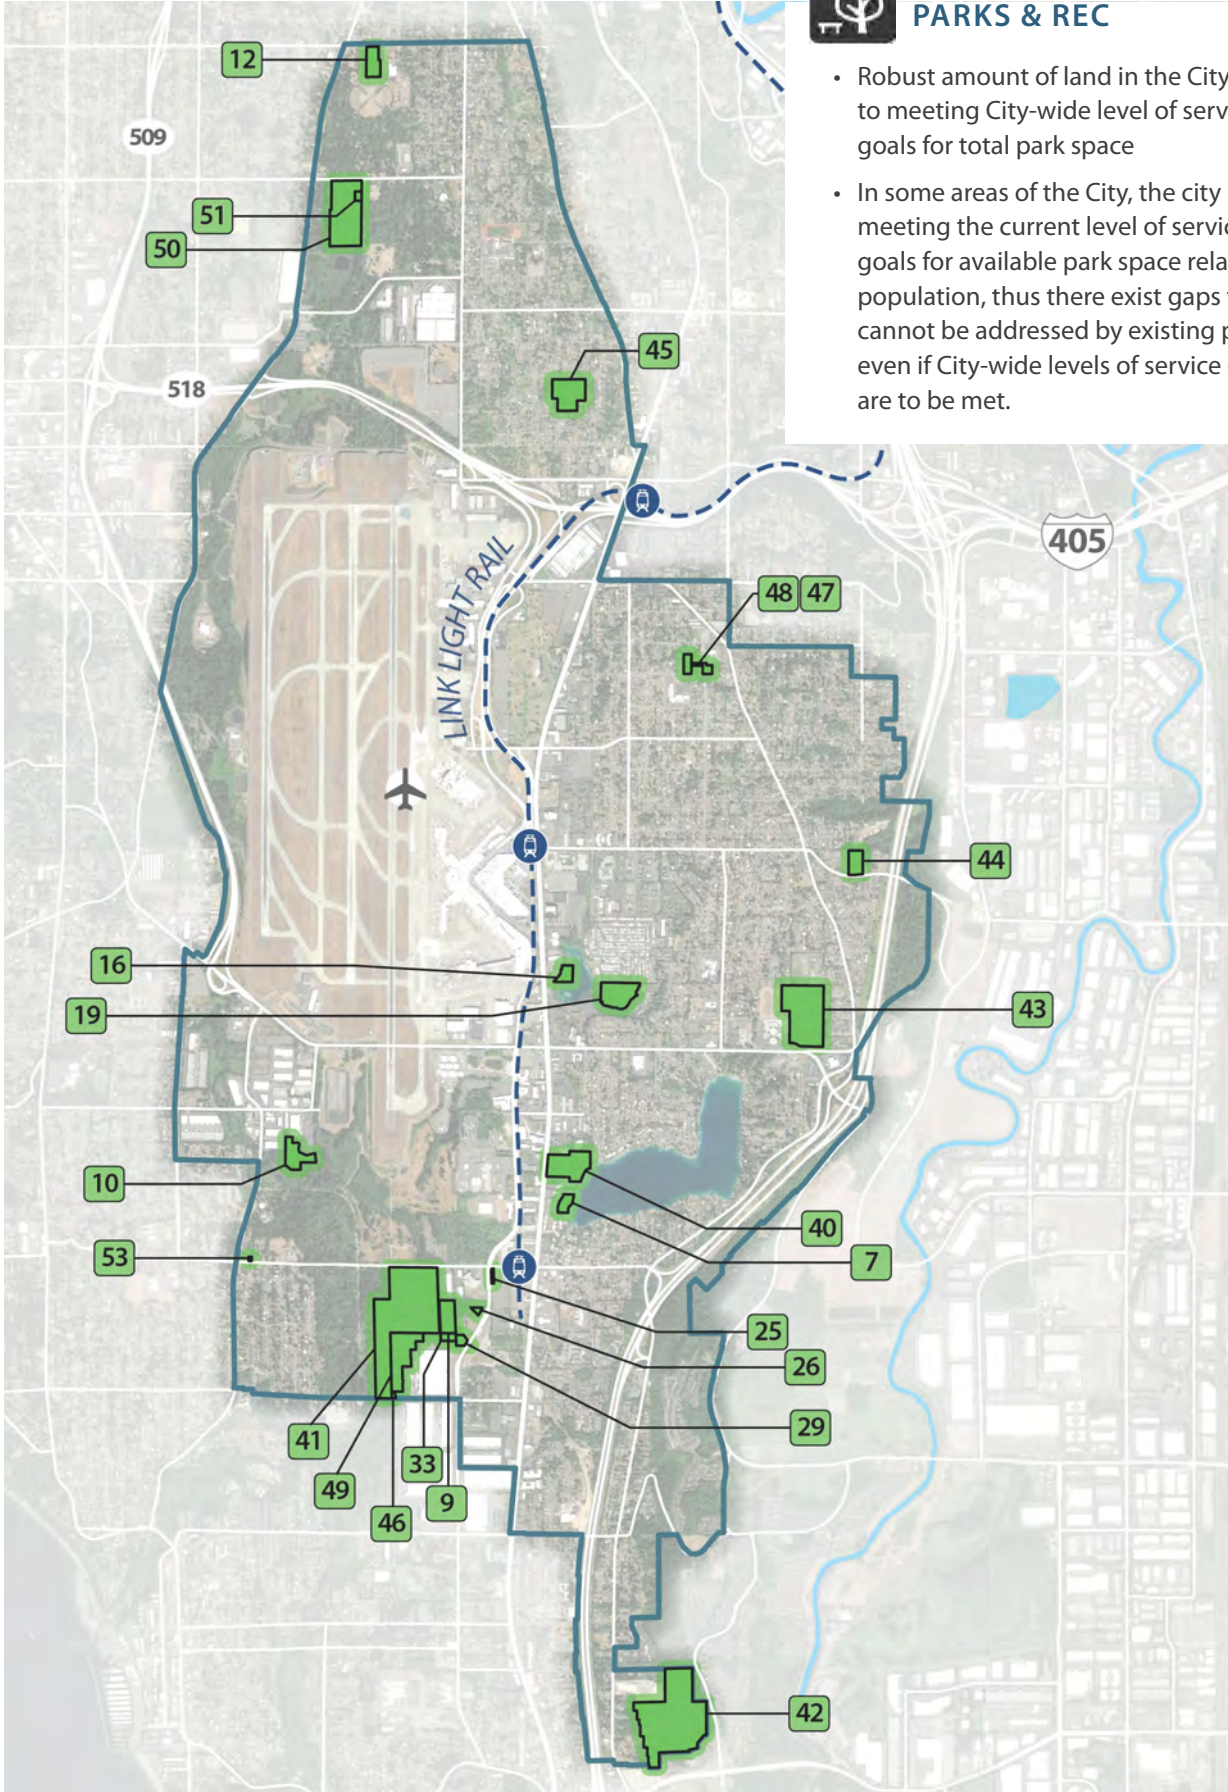 PARKS & REC
• Robust amount of land in the City
to meeting City-wide level of serv
goals for total park space
• In some areas of the City, the city
meeting the current level of servic
goals for available park space rela
population, thus there exist gaps
cannot be addressed by existing p
even if City-wide levels of service
are to be met.
12
509
51
50
45
518
405
LINK LIGHT RAIL
48 47
44
16
19
43
10
40
53
7
25
26
29
41
33
49
9
46
42